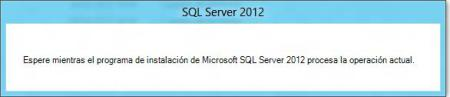 SQL Server 2012
Espere mientras el programa de instalación de Microsoft SQL Server 2012 procesa la operación actual.